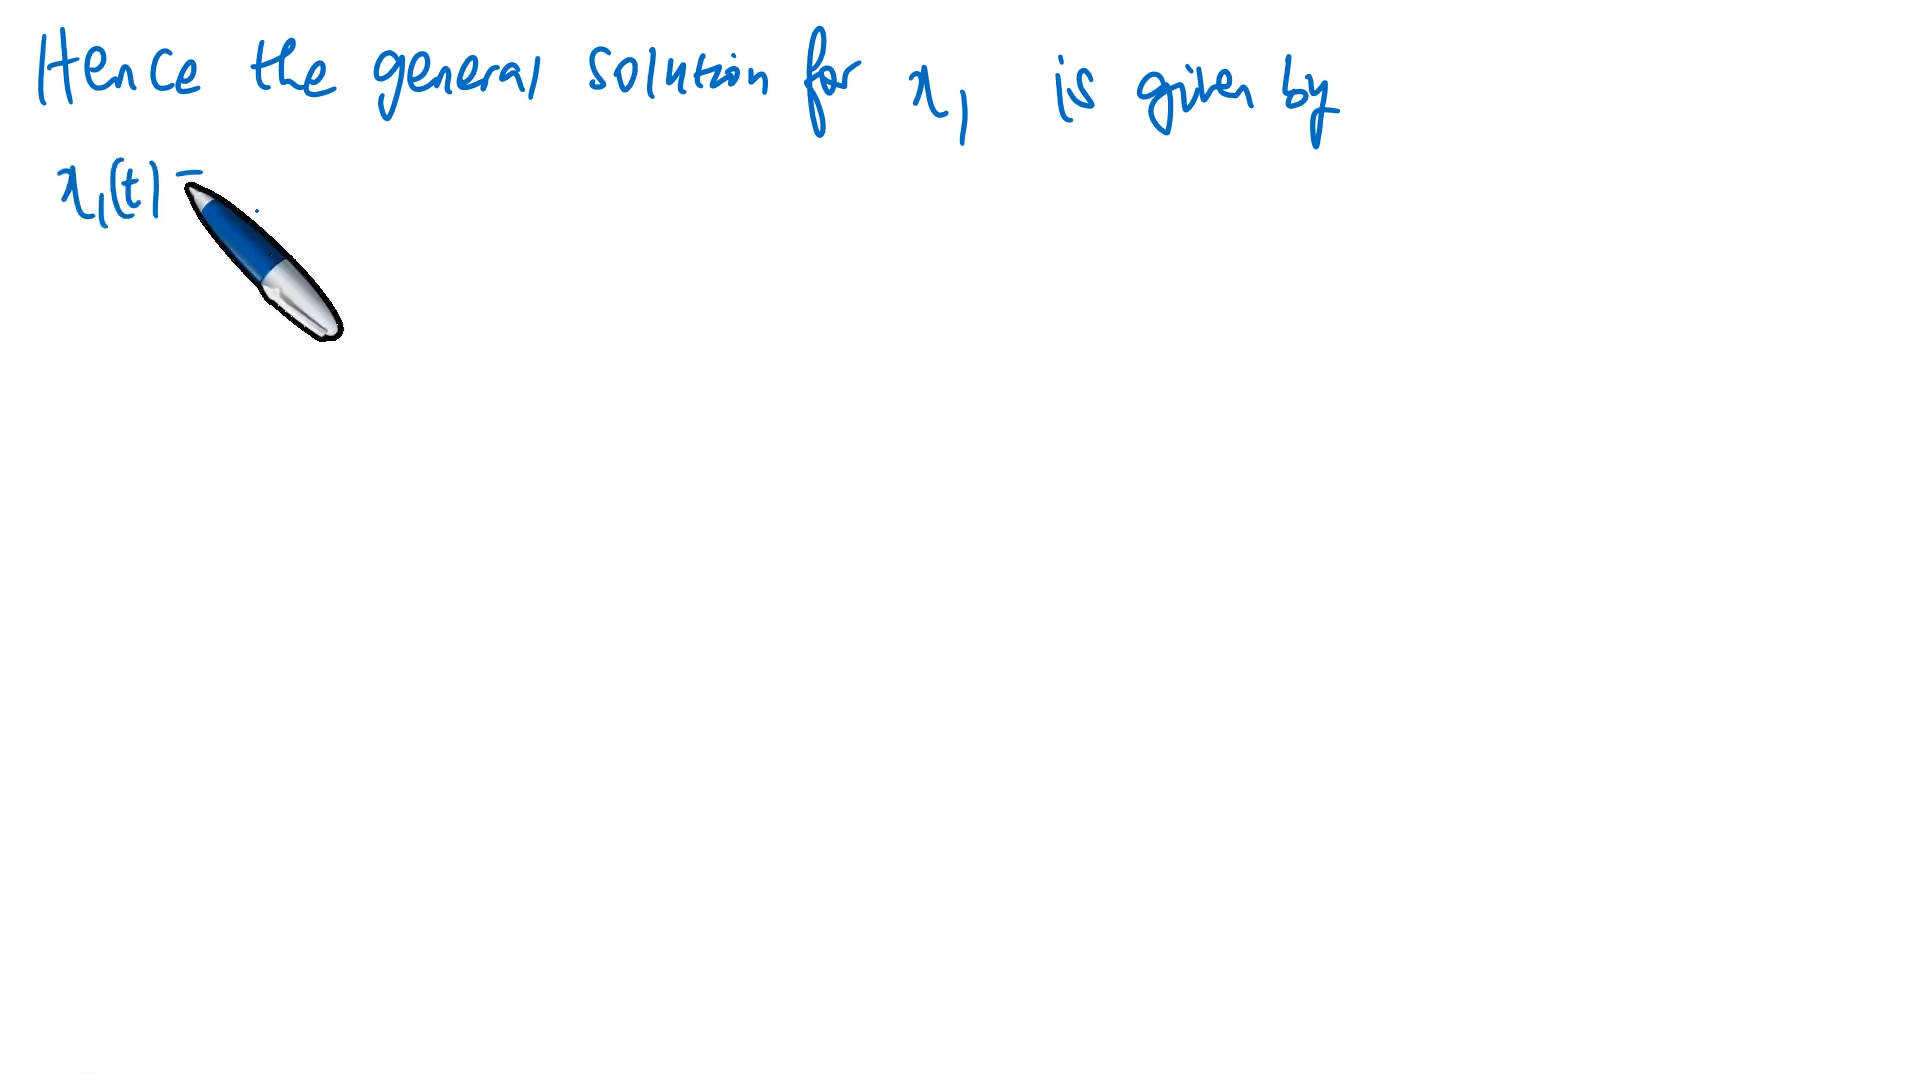 Hence the general solution for x₁ is given by
x₁(t) =